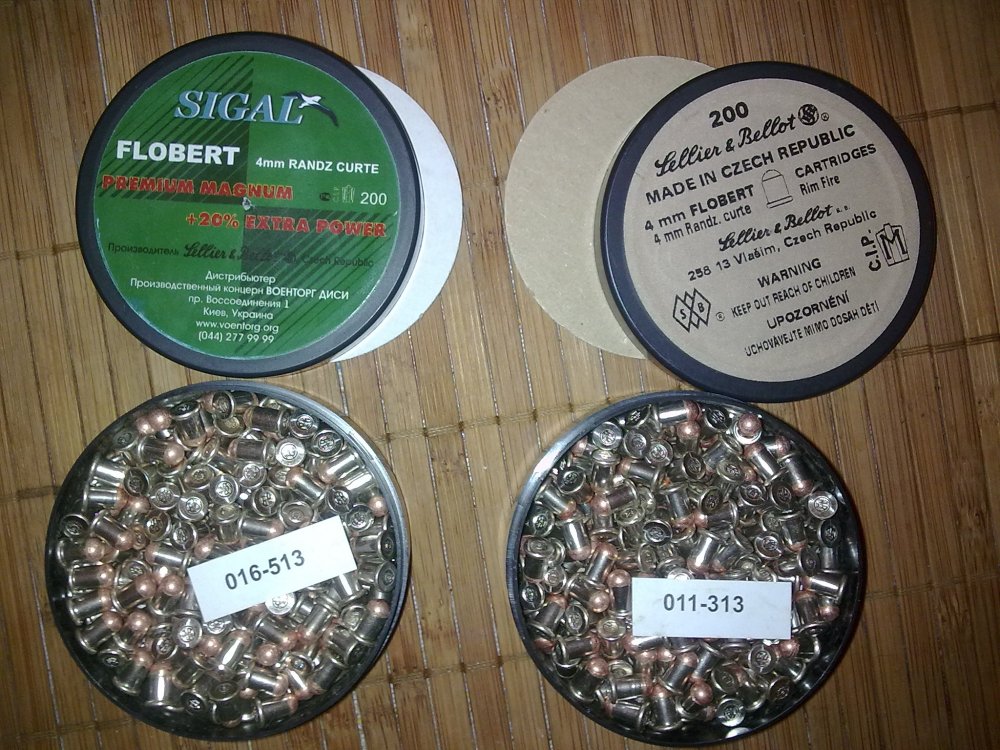 SIGAL
FLOBERT 4mm RANDZ CURTE
PREMIUM MAGNUM 200
+20% EXTRA POWER
Производитель Sellier & Bellot Czech Republic
Дистрибьютер
Производственный концерн ВОЕНТОРГ ДИСИ
пр. Воссоединения 1
Киев, Украина
www.voentorg.org
(044) 277 99 99
200
Sellier & Bellot ®
MADE IN CZECH REPUBLIC
4 mm FLOBERT CARTRIDGES
4 mm Randz. curte Rim Fire
Sellier & Bellot
258 13 Vlašim, Czech Republic
C.I.P.
WARNING
S B ® KEEP OUT REACH OF CHILDREN
UPOZORNĚNÍ
UCHOVÁVEJTE MIMO DOSAH DĚTÍ
016-513
011-313